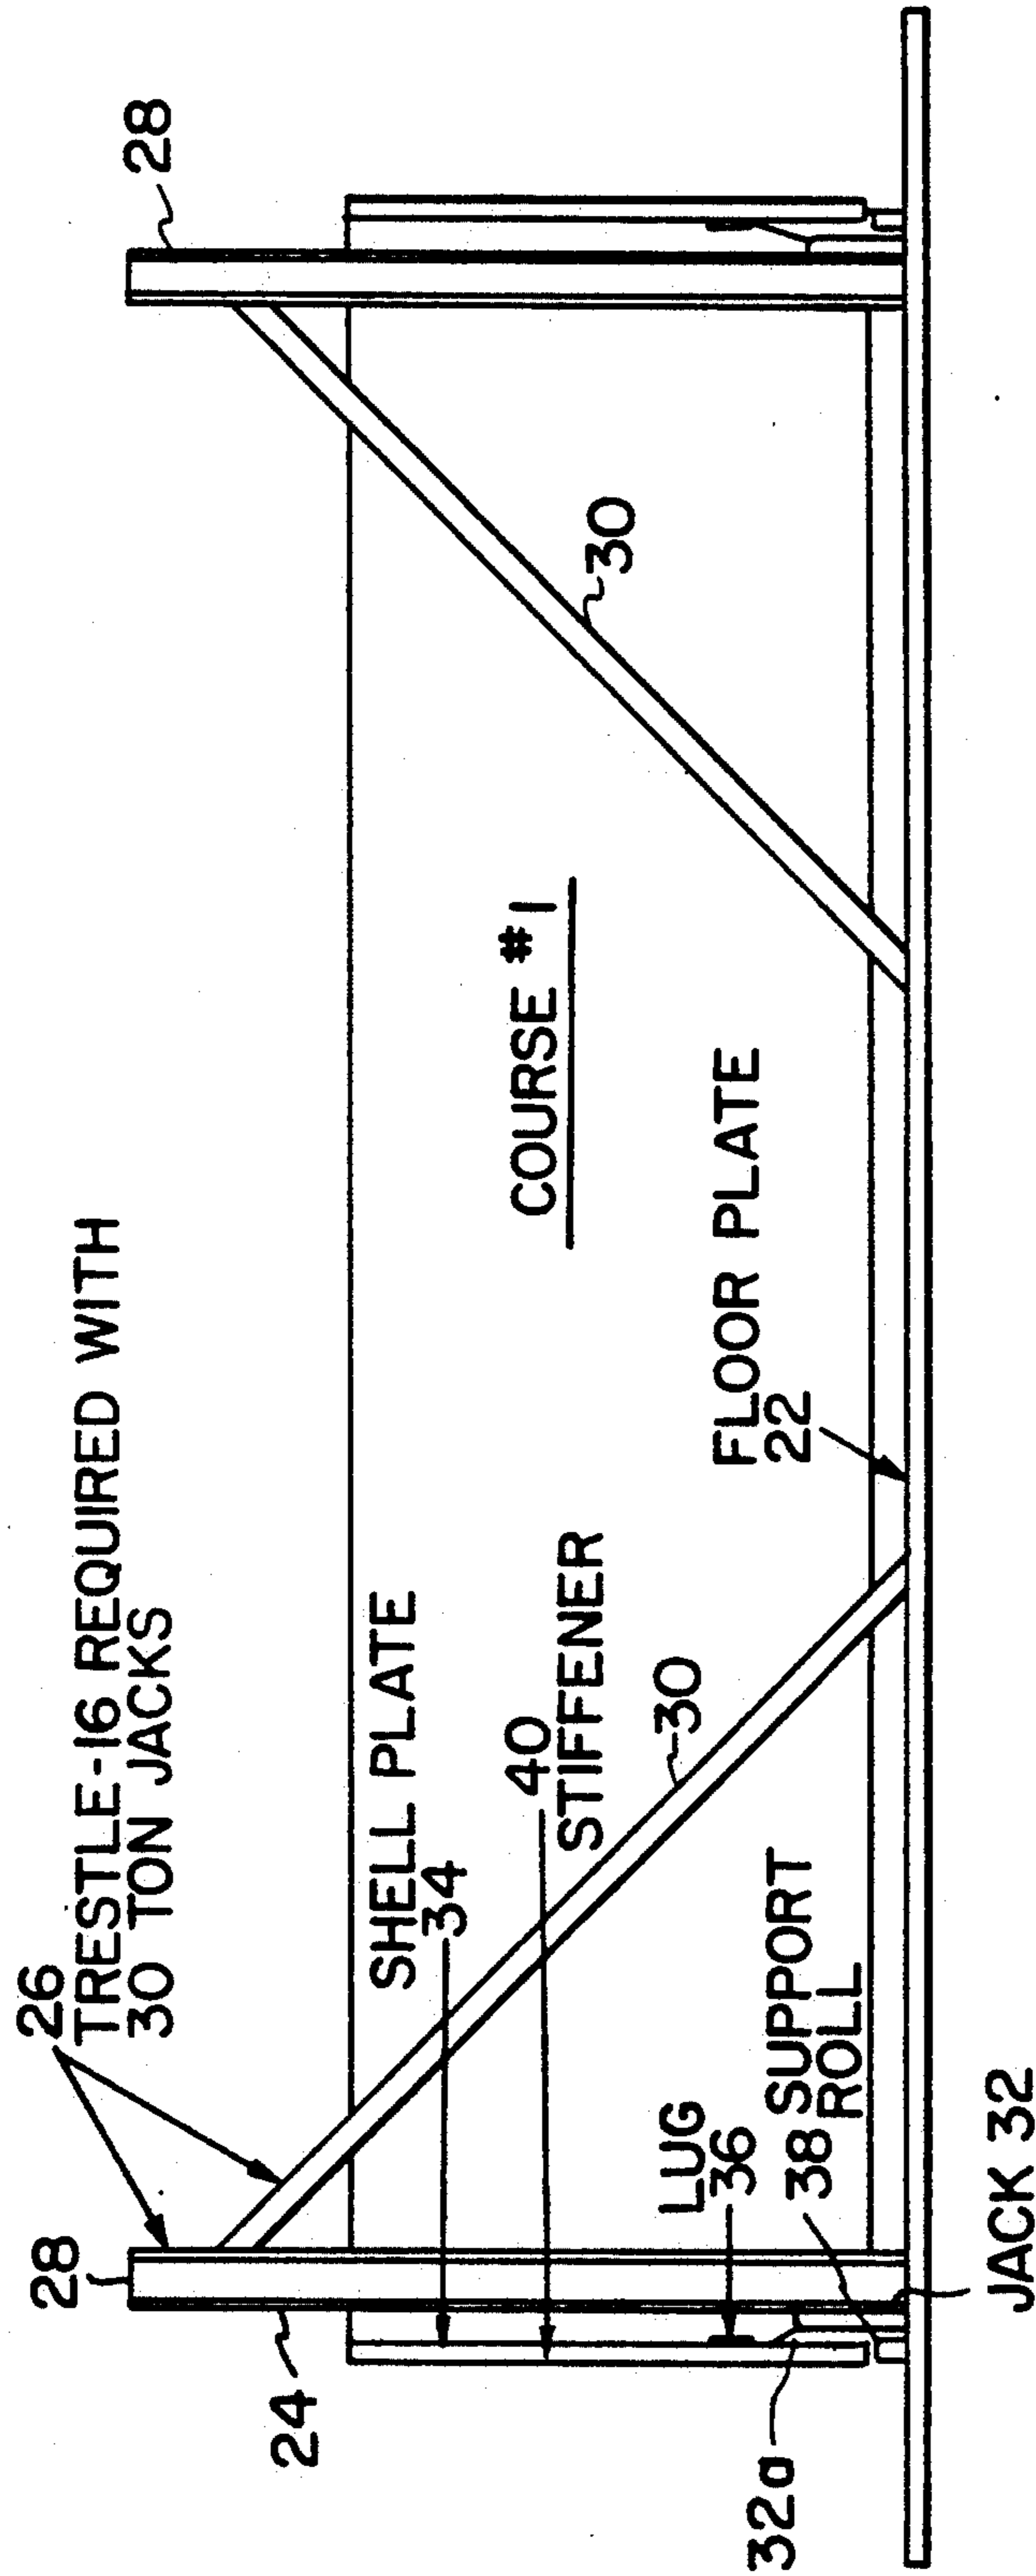 26
TRESTLE-16 REQUIRED WITH
30 TON JACKS
28
28
24
SHELL PLATE
34
COURSE #1
40
STIFFENER
30
30
FLOOR PLATE
22
LUG
36
SUPPORT
38 ROLL
32a
JACK 32